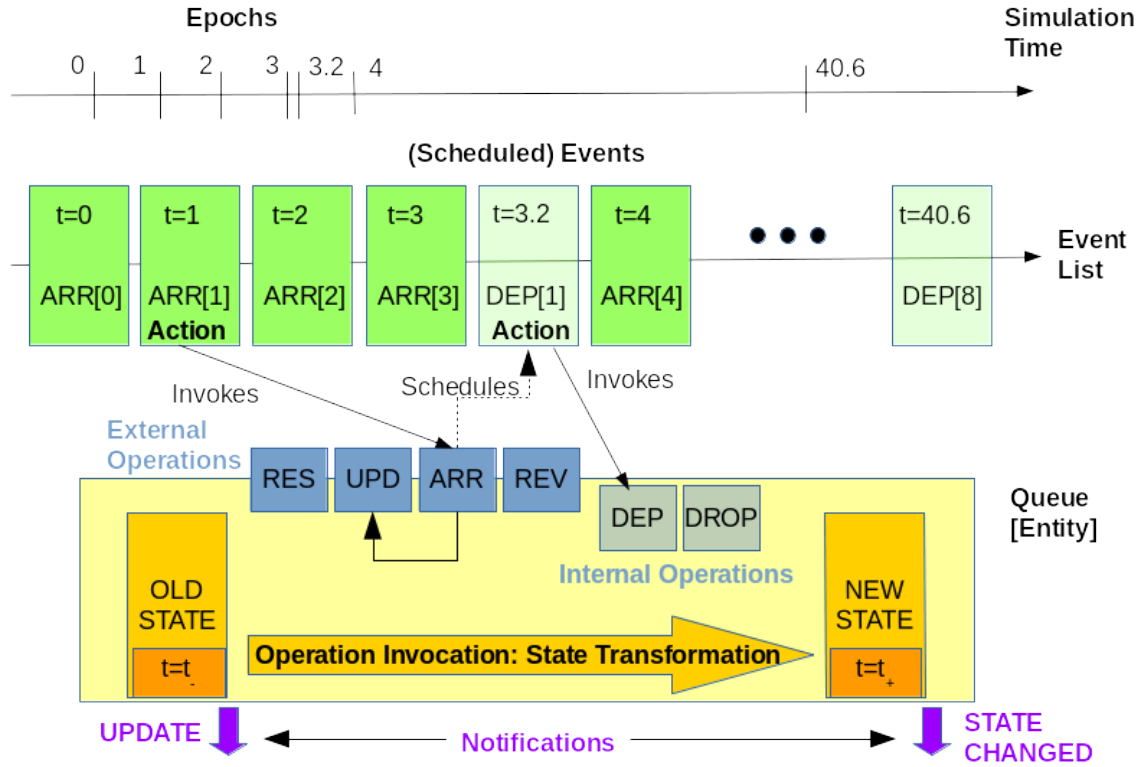 Epochs
Simulation
Time
0
1
2
3
3.2
4
40.6
(Scheduled) Events
t=0
t=1
t=2
t=3
t=3.2
t=4
t=40.6
Event
List
ARR[0]
ARR[1]
ARR[2]
ARR[3]
DEP[1]
ARR[4]
DEP[8]
Action
Action
Invokes
Schedules
Invokes
External
Operations
RES
UPD
ARR
REV
DEP
DROP
Queue
[Entity]
Internal Operations
OLD
STATE
NEW
STATE
Operation Invocation: State Transformation
t=t-
t=t+
UPDATE
Notifications
STATE
CHANGED